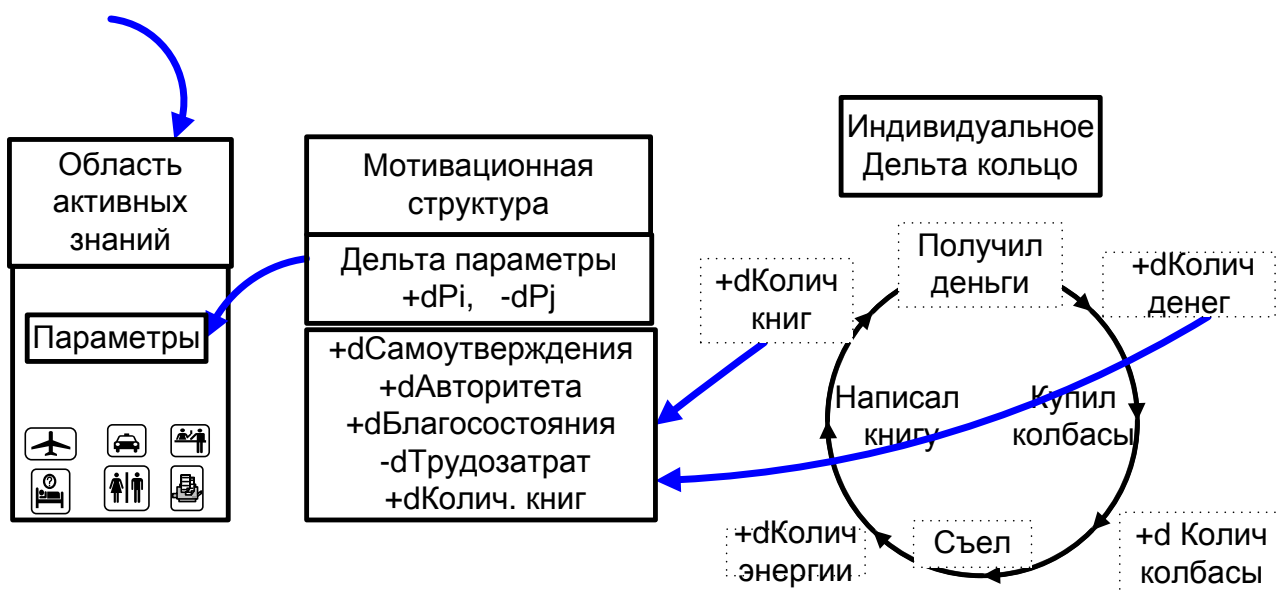 Область
активных
знаний
Параметры
?
Мотивационная
структура
Дельта параметры
+dPi, -dPj
+dСамоутверждения
+dАвторитета
+dБлагосостояния
-dТрудозатрат
+dКолич. книг
Индивидуальное
Дельта кольцо
Получил
деньги
+dКолич
денег
Купил
колбасы
+d Колич
колбасы
Съел
+dКолич
энергии
Написал
книгу
+dКолич
книг